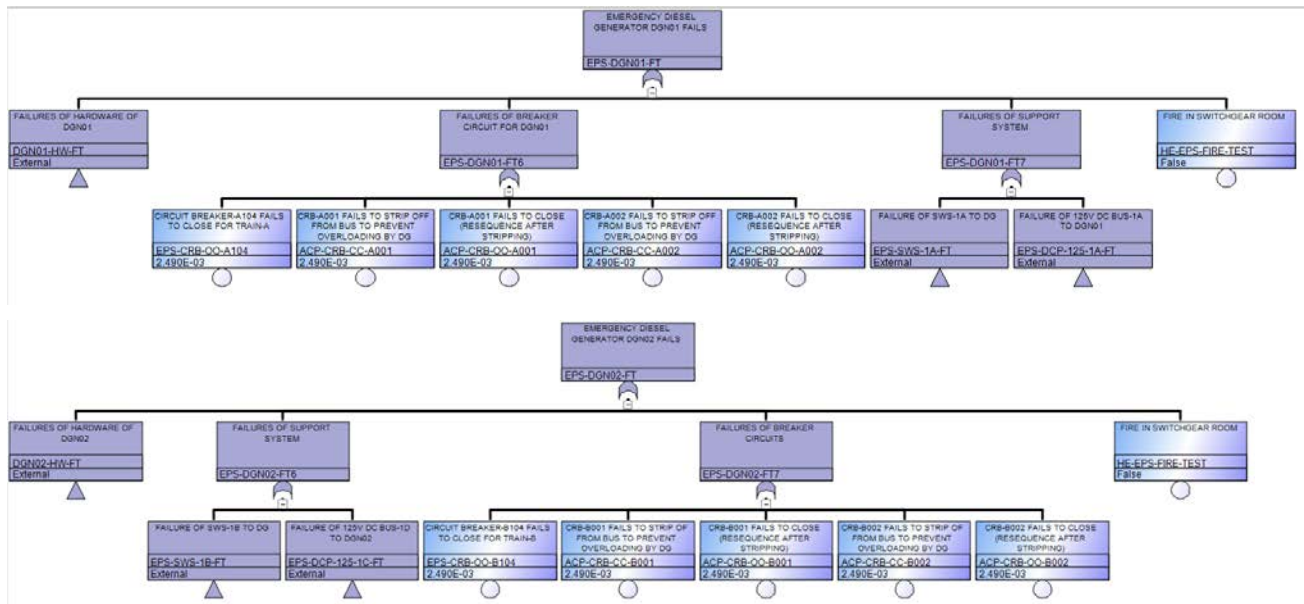 EMERGENCY DIESEL
GENERATOR DGN01 FAILS
EPS-DGN01-FT
FAILURES OF HARDWARE OF
DGN01
DGN01-HW-FT
External
FAILURES OF BREAKER
CIRCUIT FOR DGN01
EPS-DGN01-FT6
FAILURES OF SUPPORT
SYSTEM
EPS-DGN01-FT7
FIRE IN SWITCHGEAR ROOM
HE-EPS-FIRE-TEST
False
CIRCUIT BREAKER-A104 FAILS
TO CLOSE FOR TRAIN-A
EPS-CRB-OO-A104
2.490E-03
CRB-A001 FAILS TO STRIP OFF
FROM BUS TO PREVENT
OVERLOADING BY DG
ACP-CRB-CC-A001
2.490E-03
CRB-A001 FAILS TO CLOSE
(RESEQUENCE AFTER
STRIPPING)
ACP-CRB-OO-A001
2.490E-03
CRB-A002 FAILS TO STRIP OFF
FROM BUS TO PREVENT
OVERLOADING BY DG
ACP-CRB-CC-A002
2.490E-03
CRB-A002 FAILS TO CLOSE
(RESEQUENCE AFTER
STRIPPING)
ACP-CRB-OO-A002
2.490E-03
FAILURE OF SWS-1A TO DG
EPS-SWS-1A-FT
External
FAILURE OF 125V DC BUS-1A
TO DGN01
EPS-DCP-125-1A-FT
External
EMERGENCY DIESEL
GENERATOR DGN02 FAILS
EPS-DGN02-FT
FAILURES OF HARDWARE OF
DGN02
DGN02-HW-FT
External
FAILURES OF SUPPORT
SYSTEM
EPS-DGN02-FT6
FAILURES OF BREAKER
CIRCUITS
EPS-DGN02-FT7
FIRE IN SWITCHGEAR ROOM
HE-EPS-FIRE-TEST
False
FAILURE OF SWS-1B TO DG
EPS-SWS-1B-FT
External
FAILURE OF 125V DC BUS-1D
TO DGN02
EPS-DCP-125-1C-FT
External
CIRCUIT BREAKER-B104 FAILS
TO CLOSE FOR TRAIN-B
EPS-CRB-OO-B104
2.490E-03
CRB-B001 FAILS TO STRIP OF
FROM BUS TO PREVENT
OVERLOADING BY DG
ACP-CRB-CC-B001
2.490E-03
CRB-B001 FAILS TO CLOSE
(RESEQUENCE AFTER
STRIPPING)
ACP-CRB-OO-B001
2.490E-03
CRB-B002 FAILS TO STRIP OF
FROM BUS TO PREVENT
OVERLOADING BY DG
ACP-CRB-CC-B002
2.490E-03
CRB-B002 FAILS TO CLOSE
(RESEQUENCE AFTER
STRIPPING)
ACP-CRB-OO-B002
2.490E-03